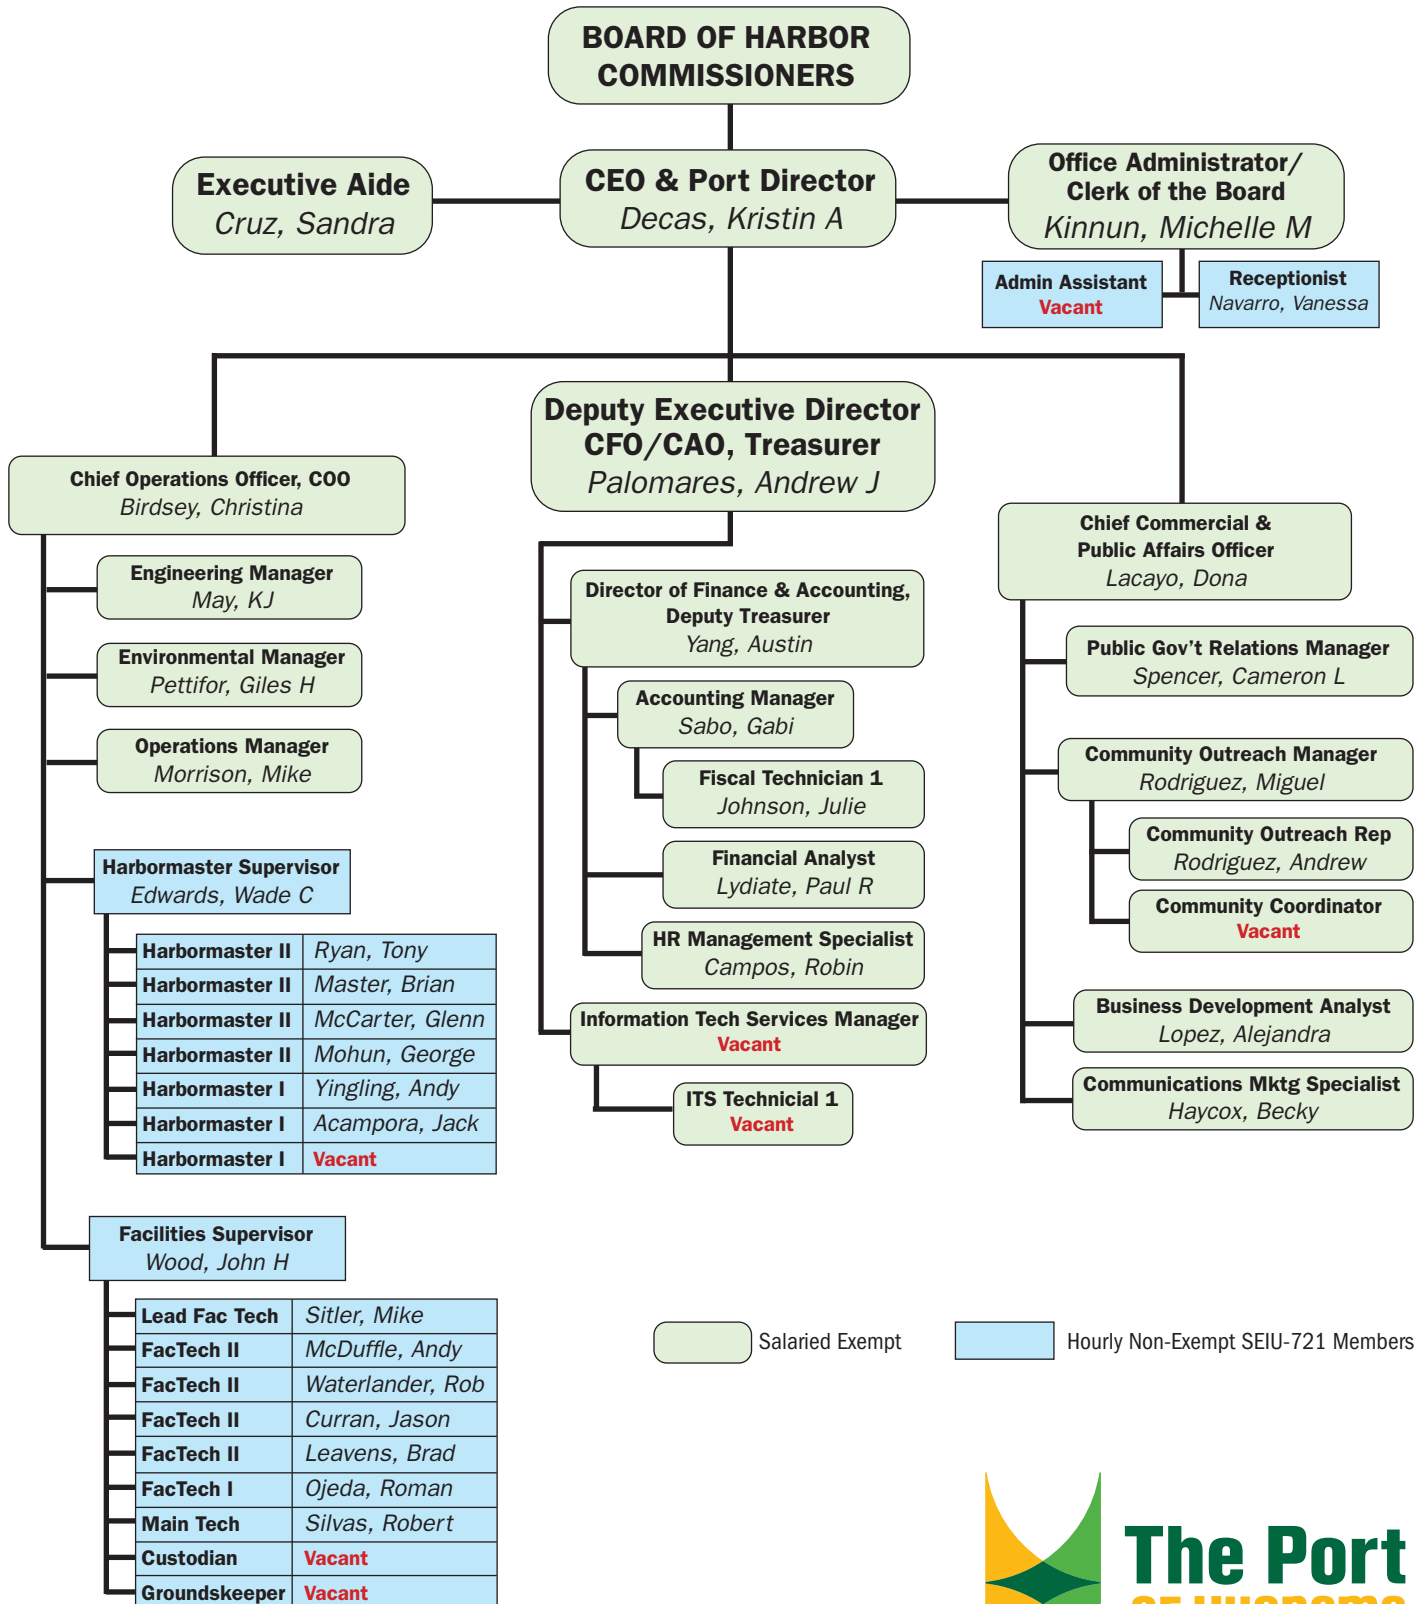 BOARD OF HARBOR
COMMISSIONERS
Executive Aide
Cruz, Sandra
CEO & Port Director
Decas, Kristin A
Office Administrator/
Clerk of the Board
Kinnun, Michelle M
Admin Assistant
Vacant
Receptionist
Navarro, Vanessa
Chief Operations Officer, COO
Birdsey, Christina
Engineering Manager
May, KJ
Environmental Manager
Pettifor, Giles H
Operations Manager
Morrison, Mike
Harbormaster Supervisor
Edwards, Wade C
Harbormaster II Ryan, Tony
Harbormaster II Master, Brian
Harbormaster II McCarter, Glenn
Harbormaster II Mohun, George
Harbormaster I Yingling, Andy
Harbormaster I Acampora, Jack
Harbormaster I Vacant
Facilities Supervisor
Wood, John H
Lead Fac Tech Sitler, Mike
FacTech II McDuffle, Andy
FacTech II Waterlander, Rob
FacTech II Curran, Jason
FacTech II Leavens, Brad
FacTech I Ojeda, Roman
Main Tech Silvas, Robert
Custodian Vacant
Groundskeeper Vacant
Deputy Executive Director
CFO/CAO, Treasurer
Palomares, Andrew J
Director of Finance & Accounting,
Deputy Treasurer
Yang, Austin
Accounting Manager
Sabo, Gabi
Fiscal Technician 1
Johnson, Julie
Financial Analyst
Lydiate, Paul R
HR Management Specialist
Campos, Robin
Information Tech Services Manager
Vacant
ITS Technicial 1
Vacant
Chief Commercial &
Public Affairs Officer
Lacayo, Dona
Public Gov't Relations Manager
Spencer, Cameron L
Community Outreach Manager
Rodriguez, Miguel
Community Outreach Rep
Rodriguez, Andrew
Community Coordinator
Vacant
Business Development Analyst
Lopez, Alejandra
Communications Mktg Specialist
Haycox, Becky
Salaried Exempt
Hourly Non-Exempt SEIU-721 Members
The Port